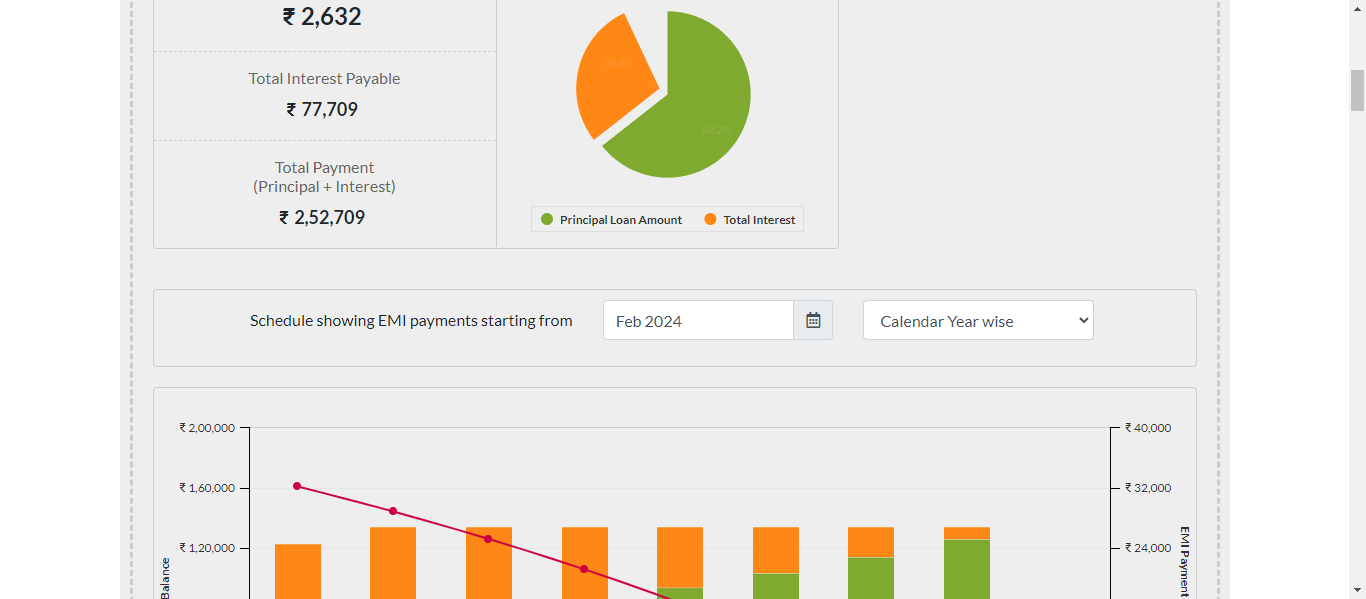 ₹ 2,632
Total Interest Payable
₹ 77,709
Total Payment
(Principal + Interest)
₹ 2,52,709
30.8%
69.2%
Principal Loan Amount
Total Interest
Schedule showing EMI payments starting from
Feb 2024
Calendar Year wise
₹ 2,00,000
₹ 1,60,000
₹ 1,20,000
Balance
₹ 40,000
₹ 32,000
₹ 24,000
EMI Payment